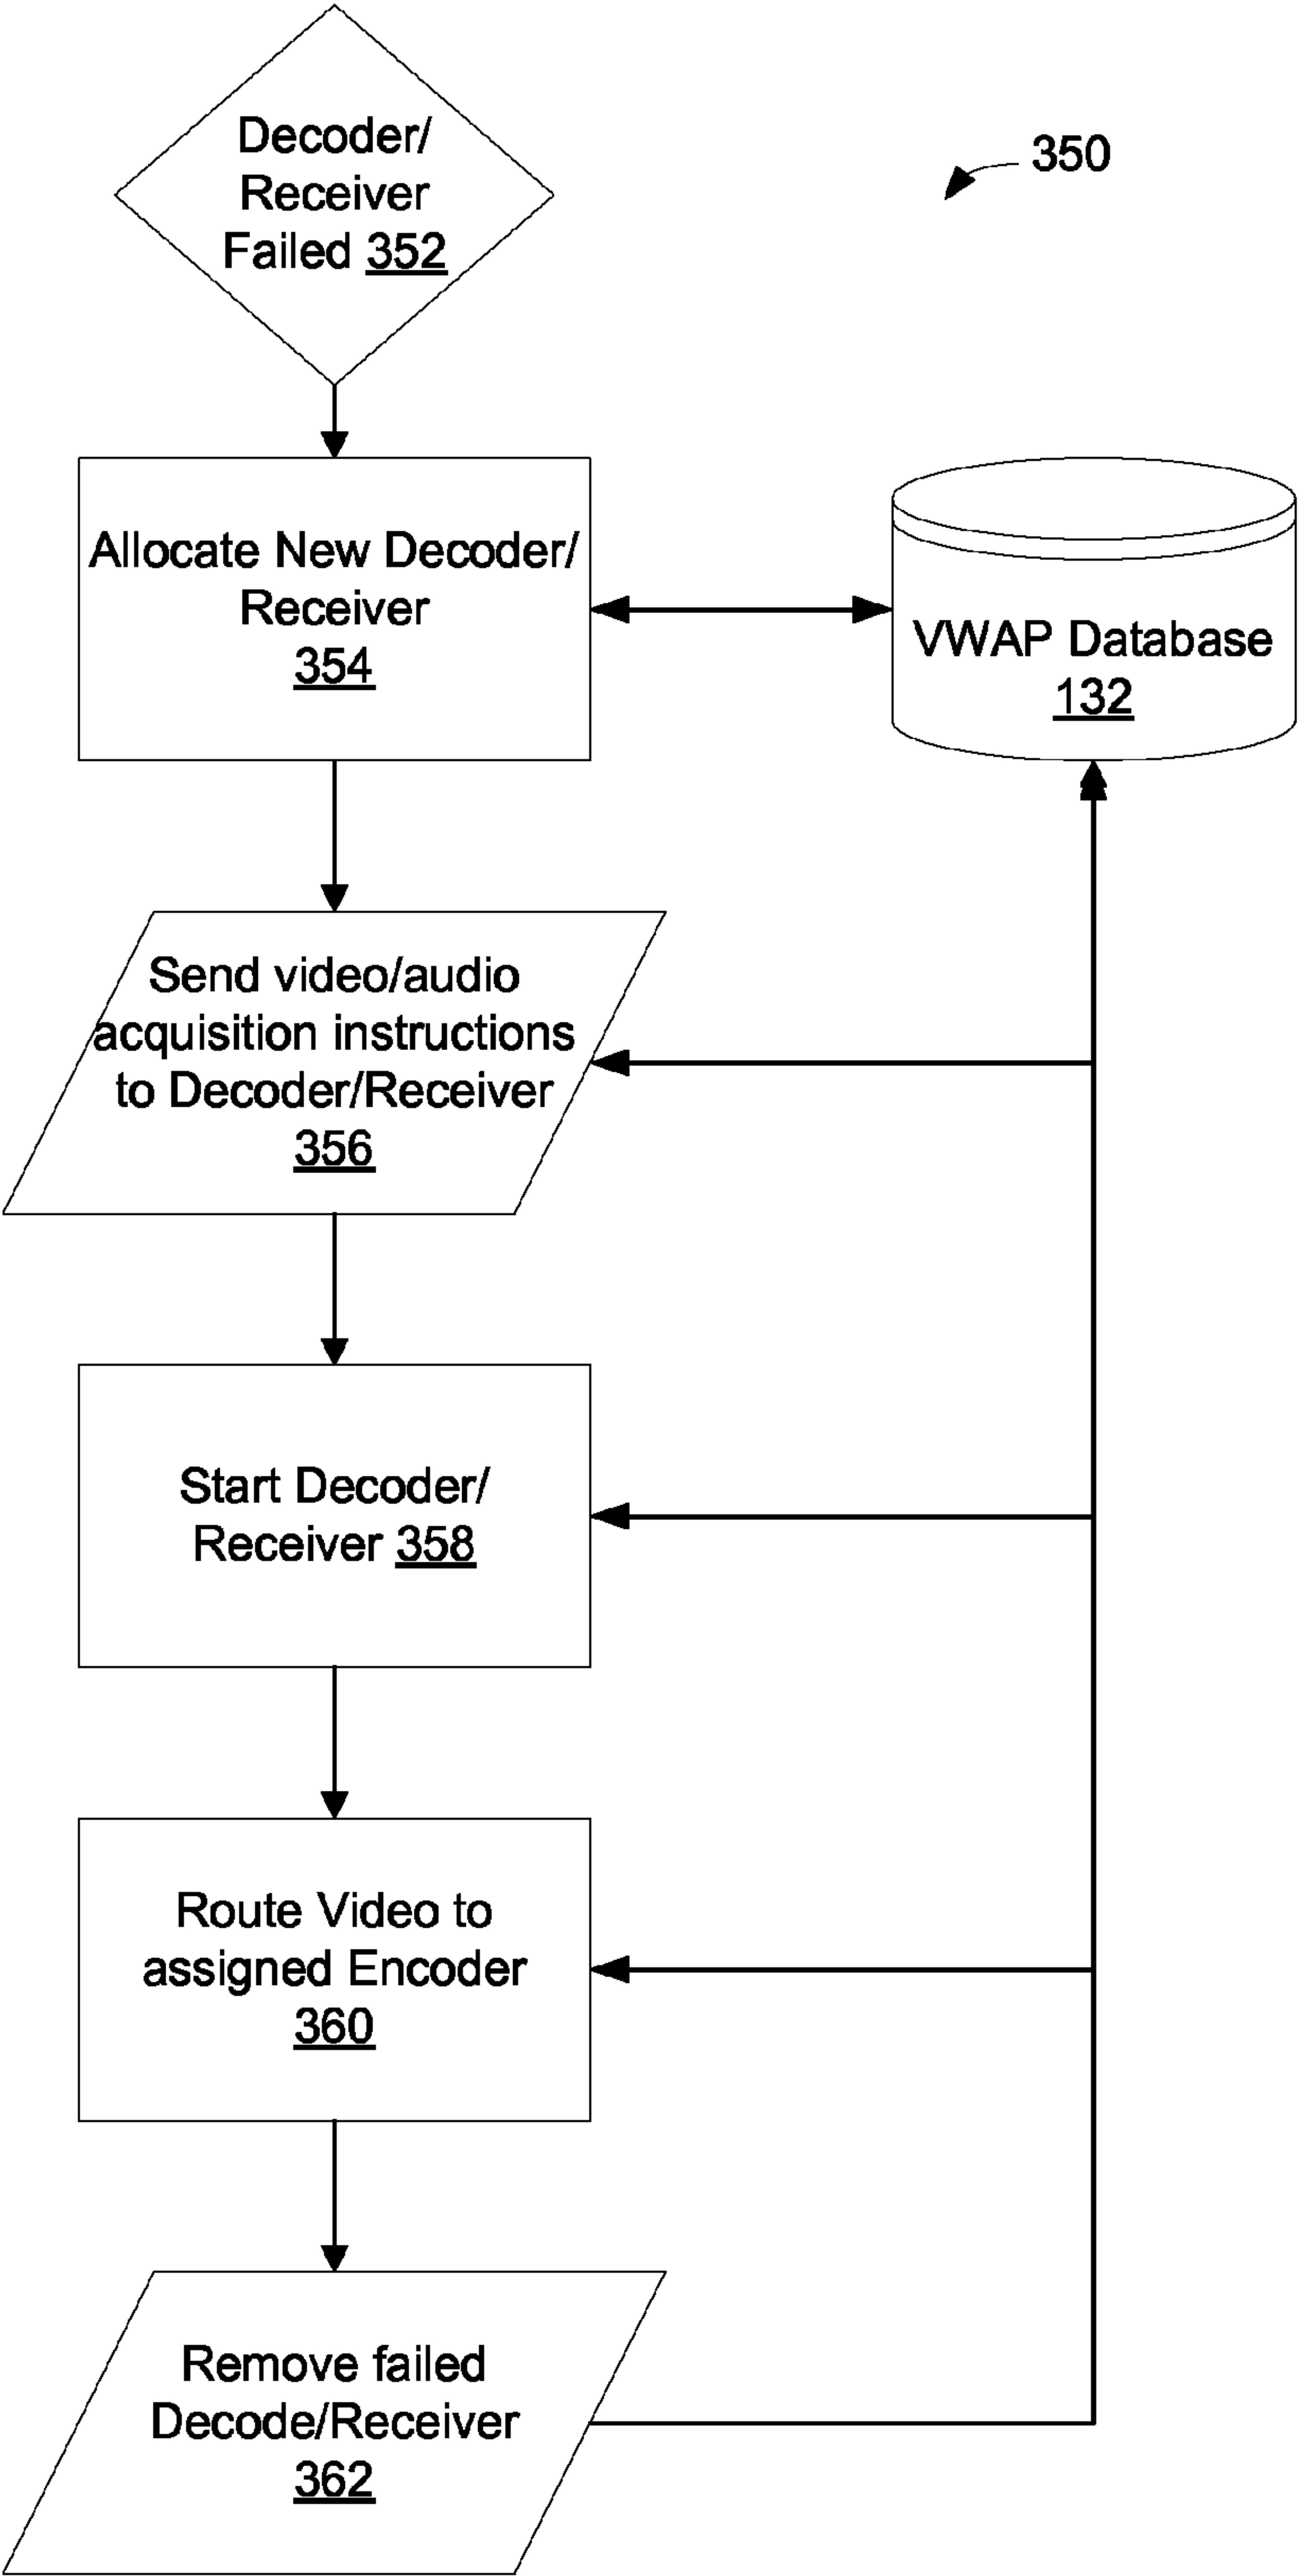 Decoder/
Receiver
Failed 352
350
Allocate New Decoder/
Receiver
354
VWAP Database
132
Send video/audio
acquisition instructions
to Decoder/Receiver
356
Start Decoder/
Receiver 358
Route Video to
assigned Encoder
360
Remove failed
Decode/Receiver
362